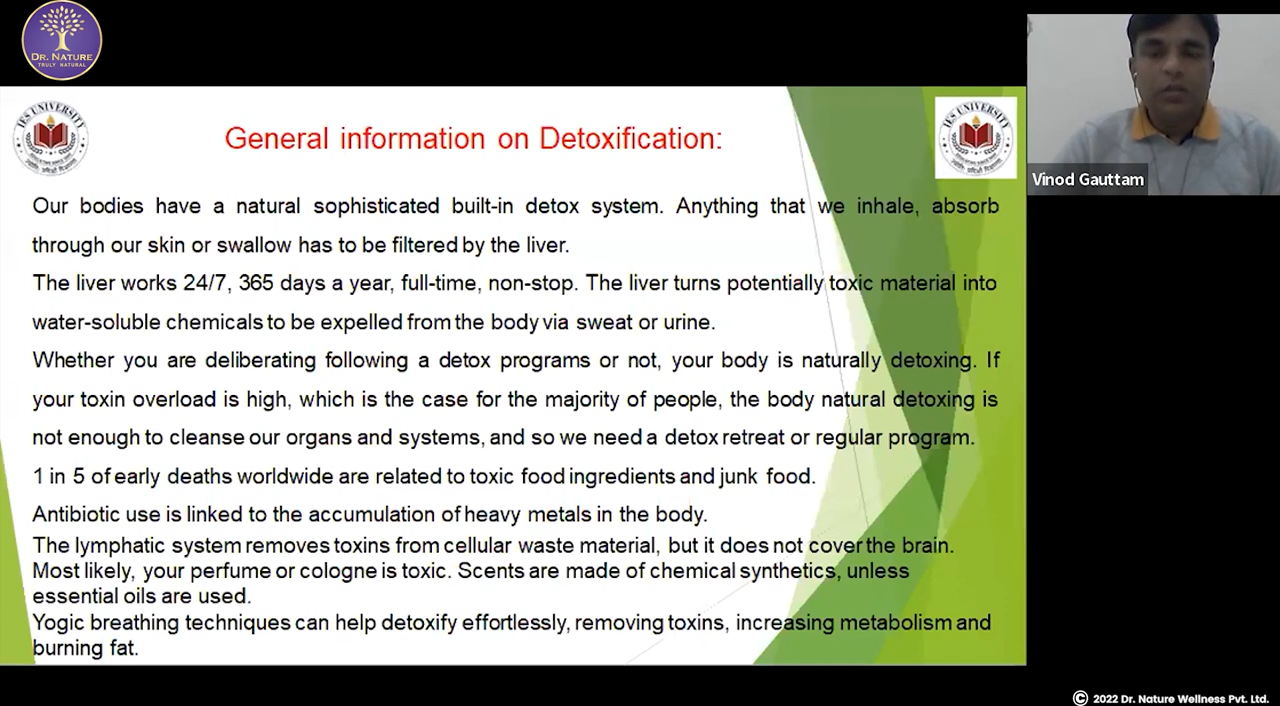 DR. NATURE
TRULY NATURAL
IES UNIVERSITY
IES UNIVERSITY
General information on Detoxification:
Our bodies have a natural sophisticated built-in detox system. Anything that we inhale, absorb
through our skin or swallow has to be filtered by the liver.
The liver works 24/7, 365 days a year, full-time, non-stop. The liver turns potentially toxic material into
water-soluble chemicals to be expelled from the body via sweat or urine.
Whether you are deliberating following a detox programs or not, your body is naturally detoxing. If
your toxin overload is high, which is the case for the majority of people, the body natural detoxing is
not enough to cleanse our organs and systems, and so we need a detox retreat or regular program.
1 in 5 of early deaths worldwide are related to toxic food ingredients and junk food.
Antibiotic use is linked to the accumulation of heavy metals in the body.
The lymphatic system removes toxins from cellular waste material, but it does not cover the brain.
Most likely, your perfume or cologne is toxic. Scents are made of chemical synthetics, unless
essential oils are used.
Yogic breathing techniques can help detoxify effortlessly, removing toxins, increasing metabolism and
burning fat.
Vinod Gauttam
© 2022 Dr. Nature Wellness Pvt. Ltd.